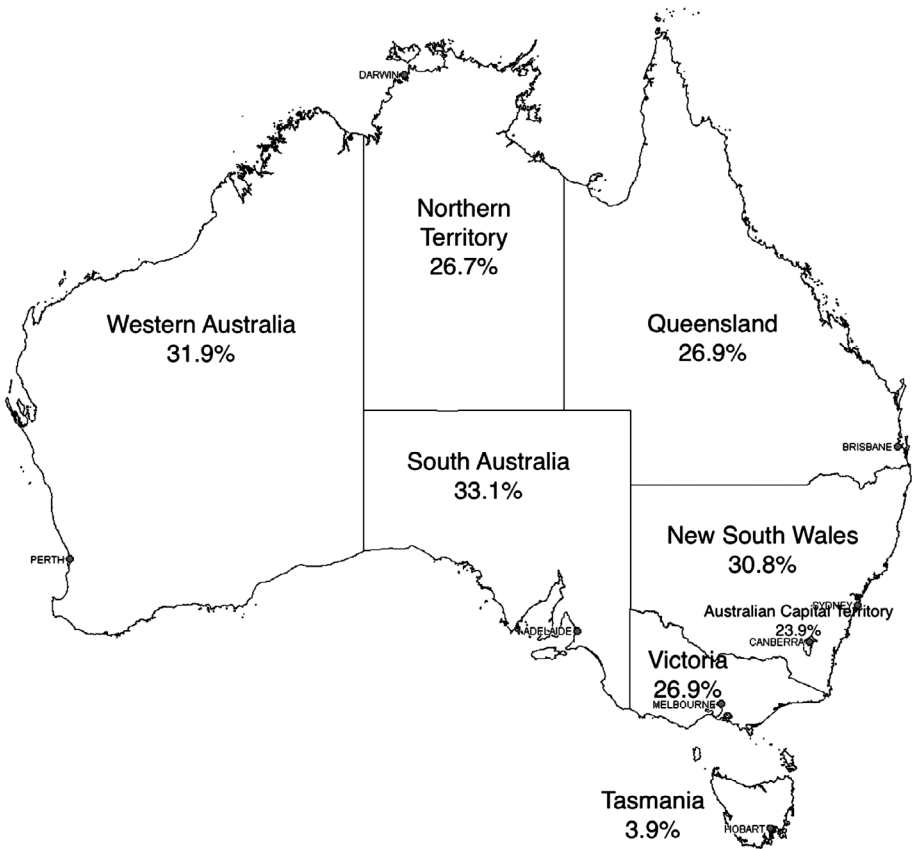 DARWIN
Northern
Territory
26.7%
Western Australia
31.9%
Queensland
26.9%
BRISBANE
South Australia
33.1%
New South Wales
30.8%
PERTH
SYDNEY
Australian Capital Territory
23.9%
ADELAIDE
CANBERRA
Victoria
26.9%
MELBOURNE
Tasmania
3.9%
HOBART